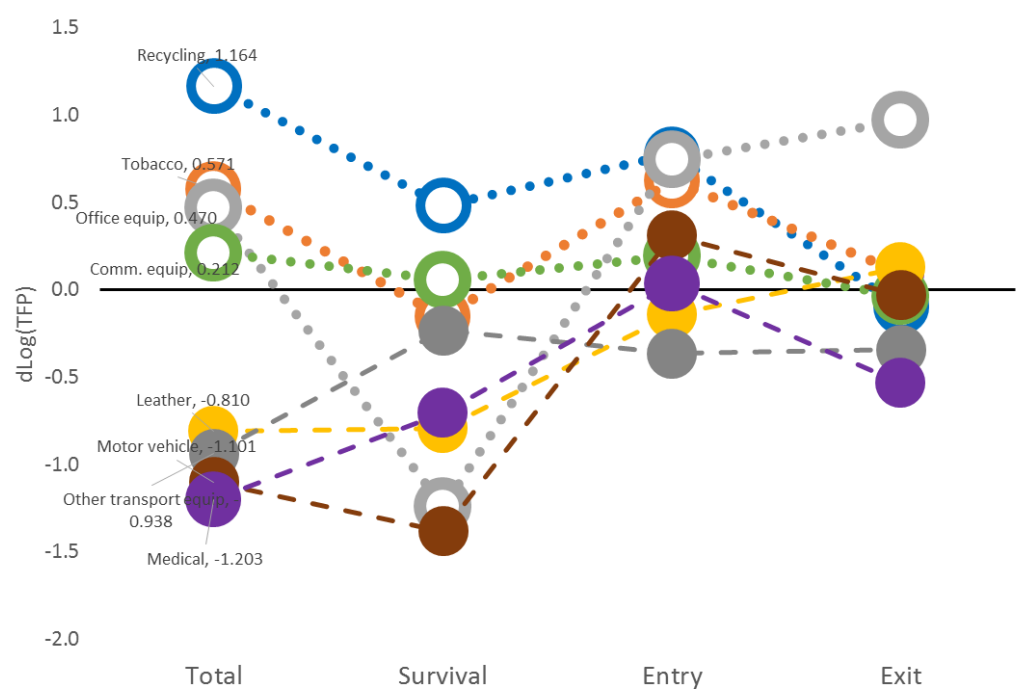 1.5
Recycling, 1.164
1.0
Tobacco, 0.571
0.5
Office equip, 0.470
Comm. equip, 0.212
0.0
dLog(TFP)
-0.5
Leather, -0.810
Motor vehicle, -1.101
-1.0
Other transport equip, -
0.938
-1.5
Medical, -1.203
-2.0
Total Survival Entry Exit